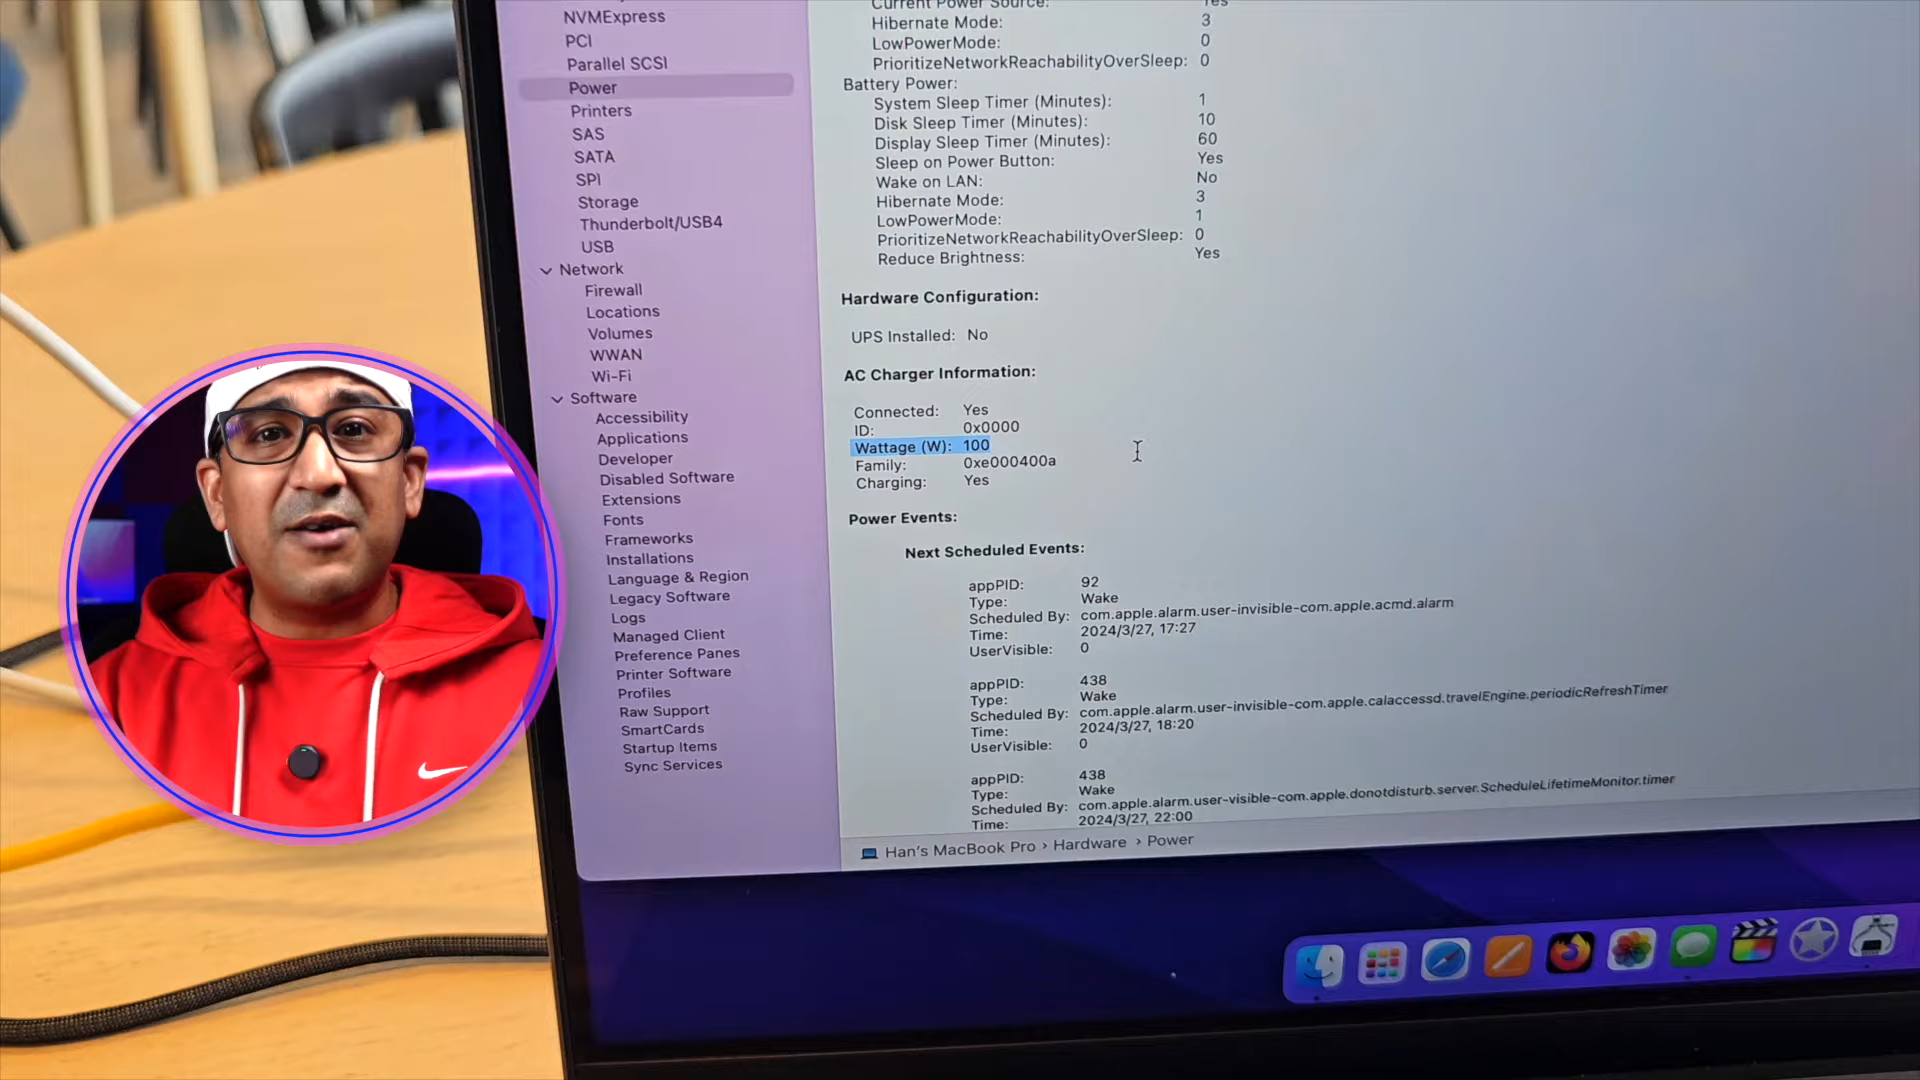 NVMExpress
PCI
Parallel SCSI
Power
Printers
SAS
SATA
SPI
Storage
Thunderbolt/USB4
USB
Network
Firewall
Locations
Volumes
WWAN
Wi-Fi
Software
Accessibility
Applications
Developer
Disabled Software
Extensions
Fonts
Frameworks
Installations
Language & Region
Legacy Software
Logs
Managed Client
Preference Panes
Printer Software
Profiles
Raw Support
SmartCards
Startup Items
Sync Services
Current Power Source: Yes
Hibernate Mode: 3
LowPowerMode: 0
PrioritizeNetworkReachabilityOverSleep: 0
Battery Power:
System Sleep Timer (Minutes): 1
Disk Sleep Timer (Minutes): 10
Display Sleep Timer (Minutes): 60
Sleep on Power Button: Yes
Wake on LAN: No
Hibernate Mode: 3
LowPowerMode: 1
PrioritizeNetworkReachabilityOverSleep: 0
Reduce Brightness: Yes
Hardware Configuration:
UPS Installed: No
AC Charger Information:
Connected: Yes
ID: 0x0000
Wattage (W): 100
Family: 0xe000400a
Charging: Yes
Power Events:
Next Scheduled Events:
appPID: 92
Type: Wake
Scheduled By: com.apple.alarm.user-invisible-com.apple.acmd.alarm
Time: 2024/3/27, 17:27
UserVisible: 0
appPID: 438
Type: Wake
Scheduled By: com.apple.alarm.user-invisible-com.apple.calaccessd.travelEngine.periodicRefreshTimer
Time: 2024/3/27, 18:20
UserVisible: 0
appPID: 438
Type: Wake
Scheduled By: com.apple.alarm.user-visible-com.apple.donotdisturb.server.ScheduleLifetimeMonitor.timer
Time: 2024/3/27, 22:00
Han's MacBook Pro › Hardware › Power